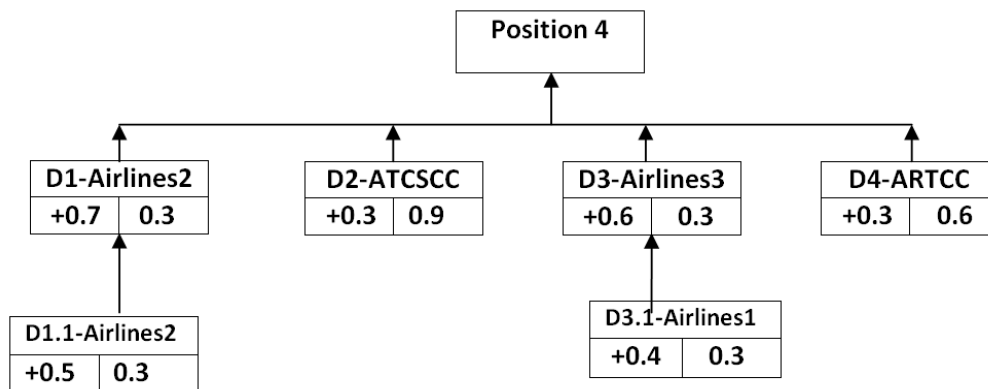 Position 4
D1-Airlines2
D2-ATCSCC
D3-Airlines3
D4-ARTCC
+0.7 0.3
+0.3 0.9
+0.6 0.3
+0.3 0.6
D1.1-Airlines2
D3.1-Airlines1
+0.5 0.3
+0.4 0.3